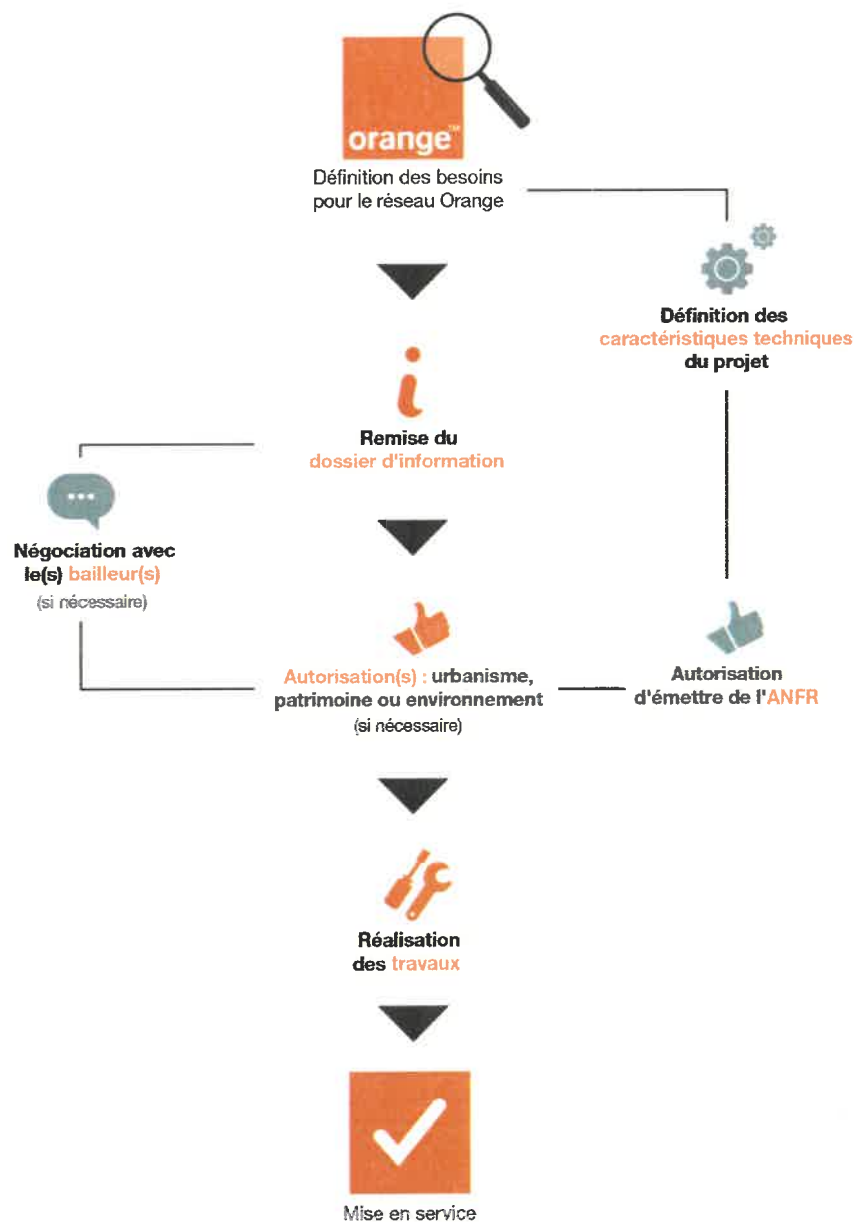 orange™
Définition des besoins
pour le réseau Orange
Définition des
caractéristiques techniques
du projet
Remise du
dossier d'information
Négociation avec
le(s) bailleur(s)
(si nécessaire)
Autorisation(s) : urbanisme,
patrimoine ou environnement
(si nécessaire)
Autorisation
d'émettre de l'ANFR
Réalisation
des travaux
Mise en service